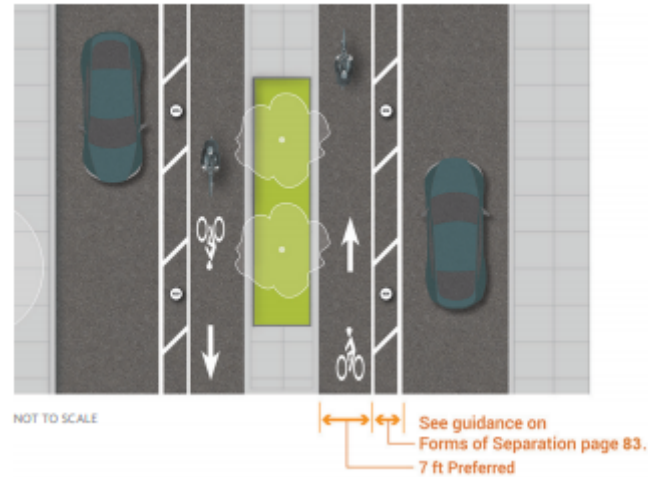 NOT TO SCALE
See guidance on
Forms of Separation page 83.
7 ft Preferred